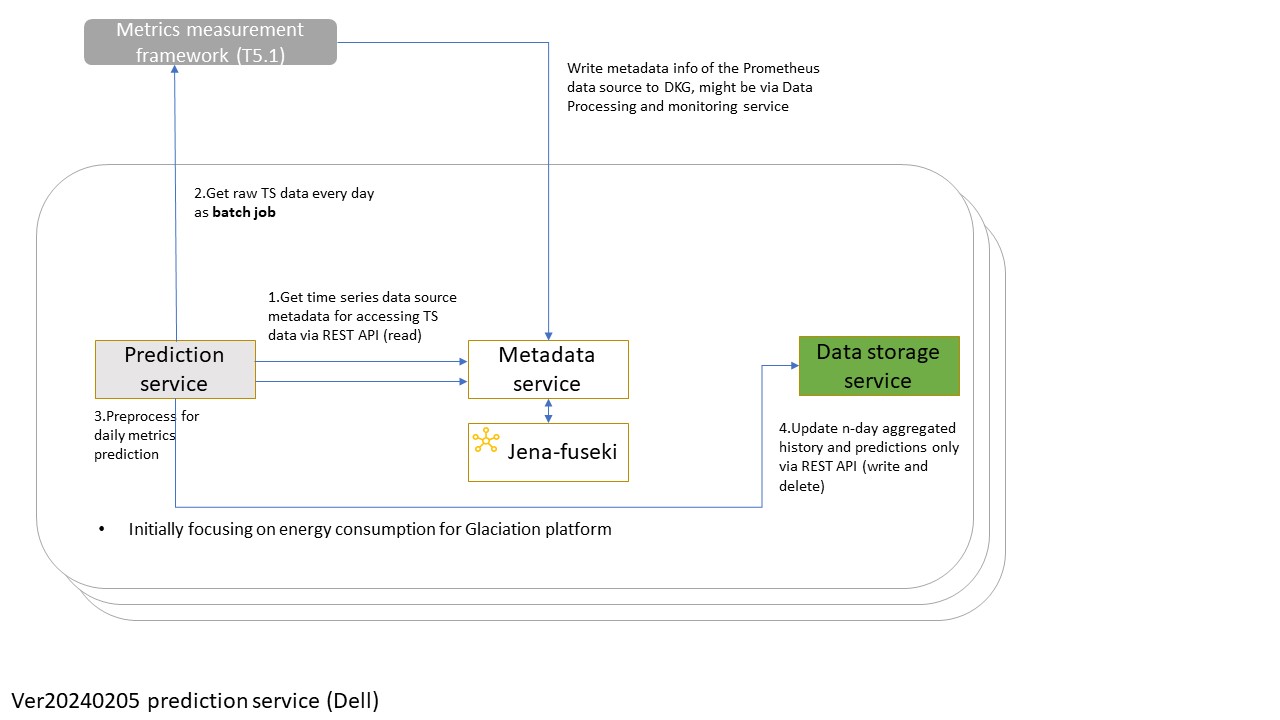 Metrics measurement
framework (T5.1)
Write metadata info of the Prometheus
data source to DKG, might be via Data
Processing and monitoring service
2.Get raw TS data every day
as batch job
1.Get time series data source
metadata for accessing TS
data via REST API (read)
Prediction
service
Metadata
service
Data storage
service
3.Preprocess for
daily metrics
prediction
Jena-fuseki
4.Update n-day aggregated
history and predictions only
via REST API (write and
delete)
• Initially focusing on energy consumption for Glaciation platform
Ver20240205 prediction service (Dell)